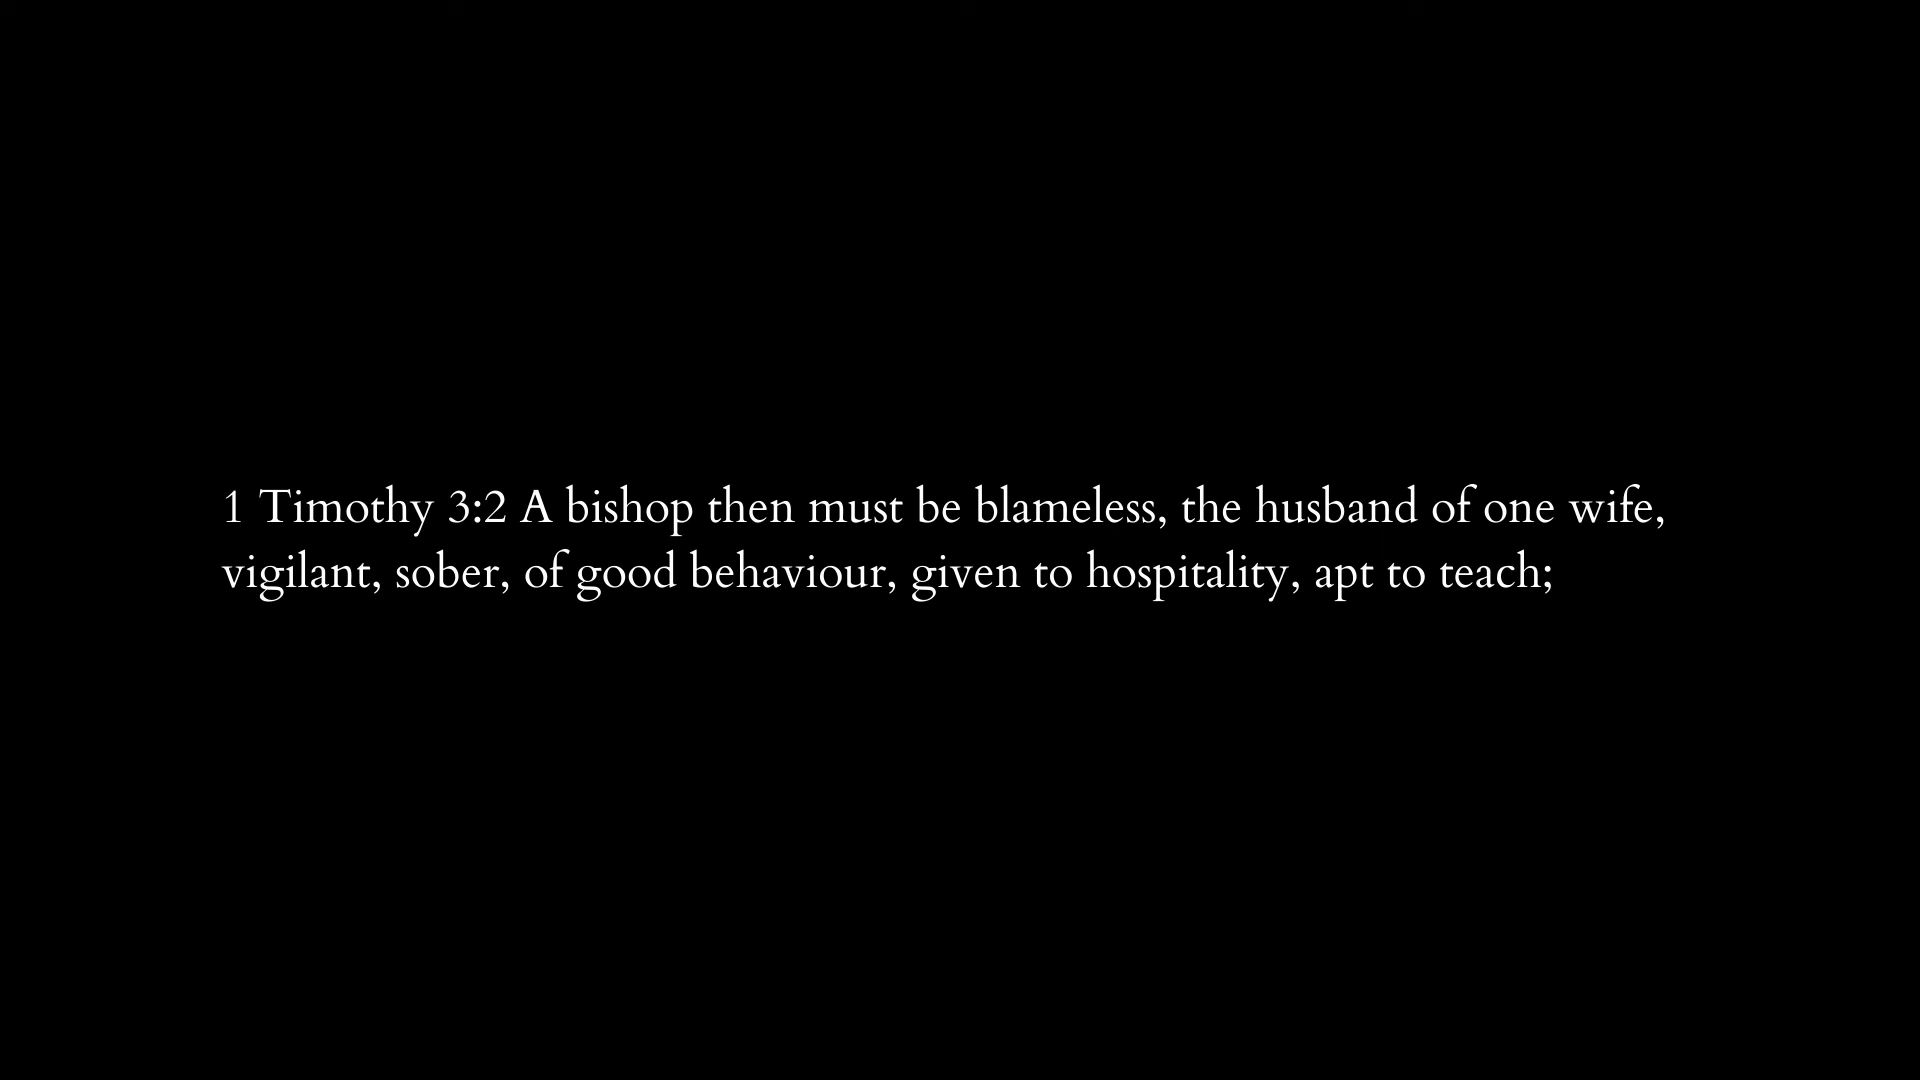 1 Timothy 3:2 A bishop then must be blameless, the husband of one wife,
vigilant, sober, of good behaviour, given to hospitality, apt to teach;